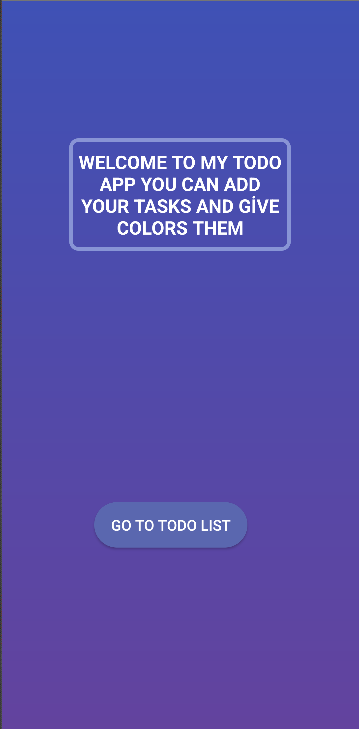 WELCOME TO MY TODO
APP YOU CAN ADD
YOUR TASKS AND GİVE
COLORS THEM
GO TO TODO LIST